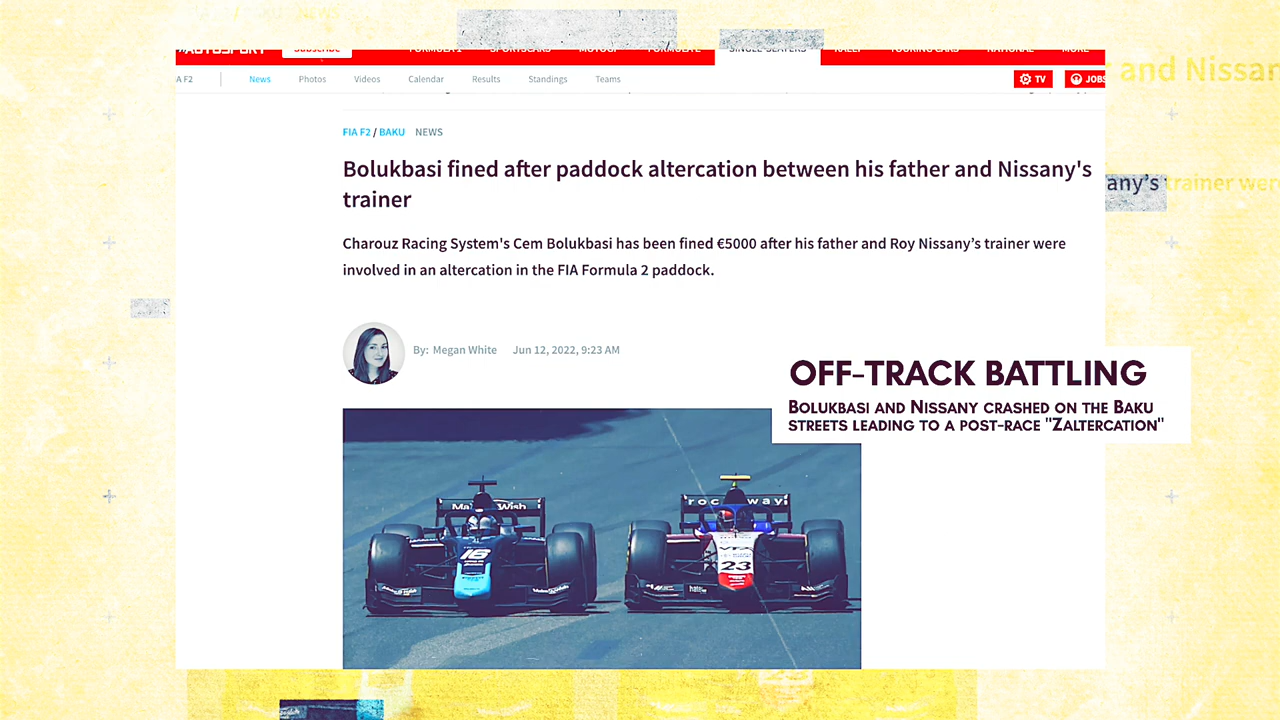 AUTOSPORT Subscribe FORMULA 1 SPORTSCARS MOTOGP FORMULA E SINGLE-SEATERS RALLY TOURING CARS NATIONAL MORE
A F2 News Photos Videos Calendar Results Standings Teams TV JOBS
and Nissan
FIA F2 / BAKU NEWS
Bolukbasi fined after paddock altercation between his father and Nissany's
trainer
any's trainer wer
Charouz Racing System's Cem Bolukbasi has been fined €5000 after his father and Roy Nissany’s trainer were
involved in an altercation in the FIA Formula 2 paddock.
By: Megan White Jun 12, 2022, 9:23 AM
OFF-TRACK BATTLING
BOLUKBASI AND NISSANY CRASHED ON THE BAKU
STREETS LEADING TO A POST-RACE "ZALTERCATION"
rockaway
16
VFX
23